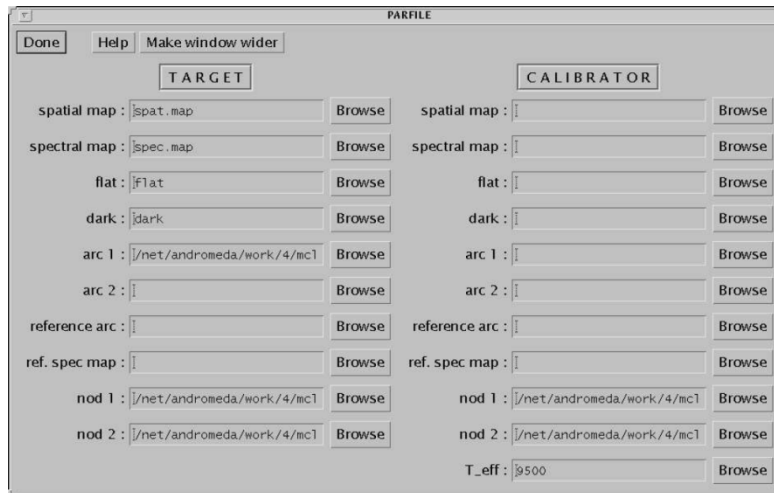 PARFILE
Done Help Make window wider
TARGET CALIBRATOR
spatial map : spat.map Browse spatial map : Browse
spectral map : spec.map Browse spectral map : Browse
flat : flat Browse flat : Browse
dark : dark Browse dark : Browse
arc 1 : /net/andromeda/work/4/mcl Browse arc 1 : Browse
arc 2 : Browse arc 2 : Browse
reference arc : Browse reference arc : Browse
ref. spec map : Browse ref. spec map : Browse
nod 1 : /net/andromeda/work/4/mcl Browse nod 1 : /net/andromeda/work/4/mcl Browse
nod 2 : /net/andromeda/work/4/mcl Browse nod 2 : /net/andromeda/work/4/mcl Browse
T_eff : 9500 Browse